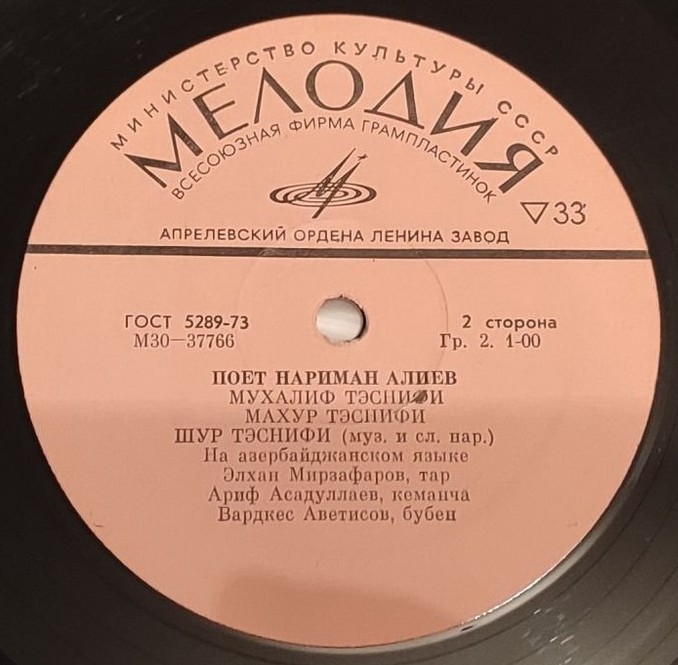 МИНИСТЕРСТВО КУЛЬТУРЫ СССР
МЕЛОДИЯ
ВСЕСОЮЗНАЯ ФИРМА ГРАМПЛАСТИНОК
▽33
АПРЕЛЕВСКИЙ ОРДЕНА ЛЕНИНА ЗАВОД
ГОСТ 5289-73
М30—37766
2 сторона
Гр. 2. 1-00
ПОЕТ НАРИМАН АЛИЕВ
МУХАЛИФ ТЭСНИФИ
МАХУР ТЭСНИФИ
ШУР ТЭСНИФИ (муз. и сл. нар.)
На азербайджанском языке
Элхан Мирзафаров, тар
Ариф Асадуллаев, кеманча
Вардкес Аветисов, бубен